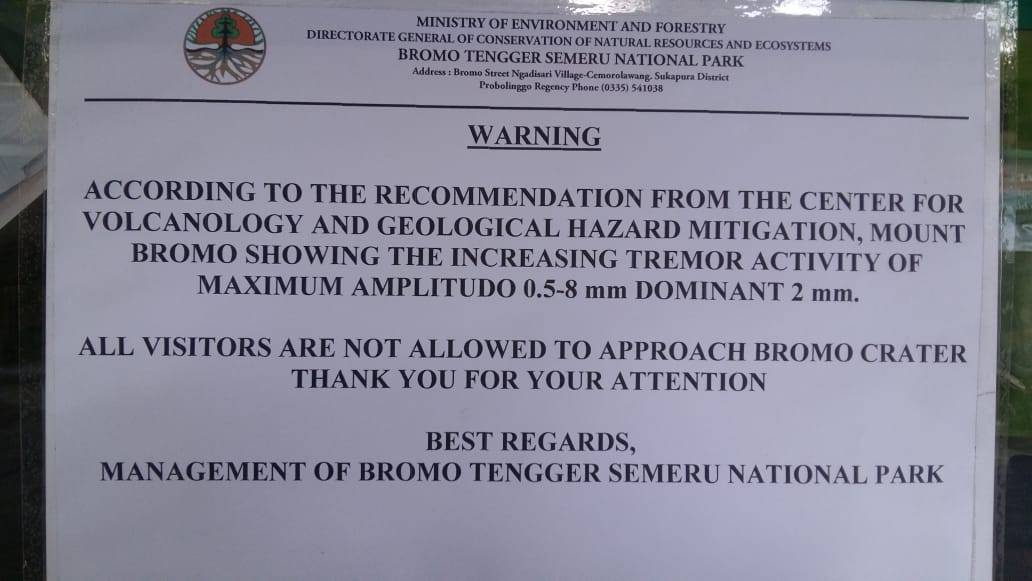 MINISTRY OF ENVIRONMENT AND FORESTRY
DIRECTORATE GENERAL OF CONSERVATION OF NATURAL RESOURCES AND ECOSYSTEMS
BROMO TENGGER SEMERU NATIONAL PARK
Address : Bromo Street Ngadisari Village-Cemorolawang. Sukapura District
Probolinggo Regency Phone (0335) 541038
WARNING
ACCORDING TO THE RECOMMENDATION FROM THE CENTER FOR
VOLCANOLOGY AND GEOLOGICAL HAZARD MITIGATION, MOUNT
BROMO SHOWING THE INCREASING TREMOR ACTIVITY OF
MAXIMUM AMPLITUDO 0.5-8 mm DOMINANT 2 mm.
ALL VISITORS ARE NOT ALLOWED TO APPROACH BROMO CRATER
THANK YOU FOR YOUR ATTENTION
BEST REGARDS,
MANAGEMENT OF BROMO TENGGER SEMERU NATIONAL PARK